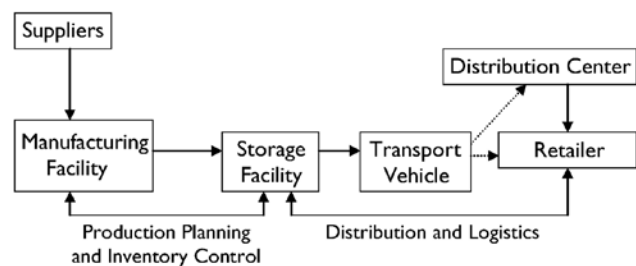 Suppliers
Distribution Center
Manufacturing
Facility
Storage
Facility
Transport
Vehicle
Retailer
Production Planning
and Inventory Control
Distribution and Logistics